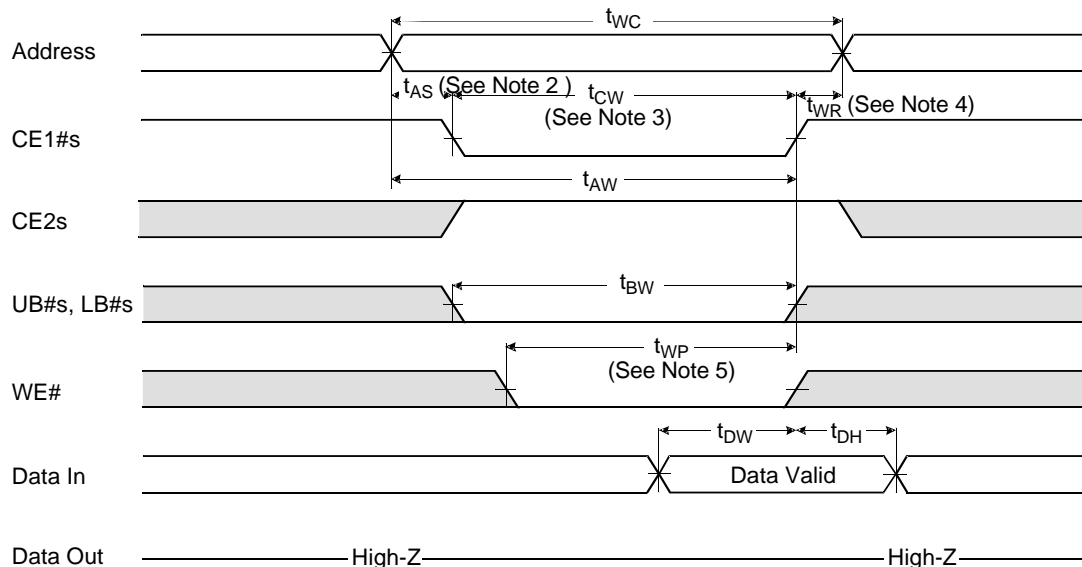 tWC
Address
tAS (See Note 2 )
tCW
(See Note 3)
tWR (See Note 4)
CE1#s
tAW
CE2s
tBW
UB#s, LB#s
tWP
(See Note 5)
WE#
tDW
tDH
Data In
Data Valid
Data Out
High-Z
High-Z